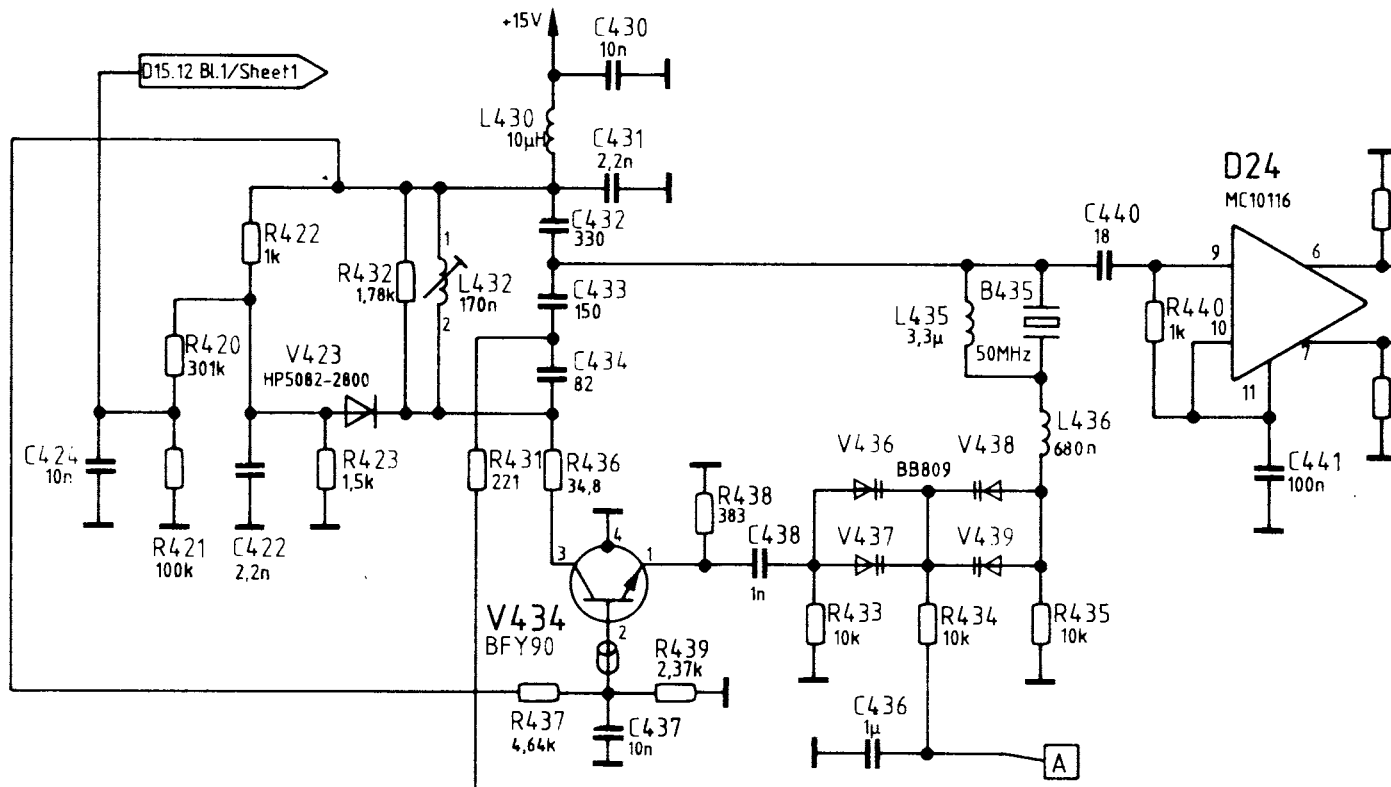 +15V
C430
10n
D15.12 Bl.1/Sheet1
L430
10µH
C431
2,2n
D24
MC10116
C432
330
C440
18
R422
1k
1
R432
1,78k
L432
170n
2
C433
150
9
6
B435
R440
1k
L435
3,3µ
50MHz
10
7
11
R420
301k
V423
HP5082-2800
C434
82
L436
680n
V436
V438
BB809
C424
10n
R423
1,5k
R431
221
R436
34,8
R438
383
C441
100n
C438
1n
V437
V439
R421
100k
C422
2,2n
4
3
1
2
V434
BFY90
R433
10k
R434
10k
R435
10k
R439
2,37k
R437
4,64k
C437
10n
C436
1µ
A